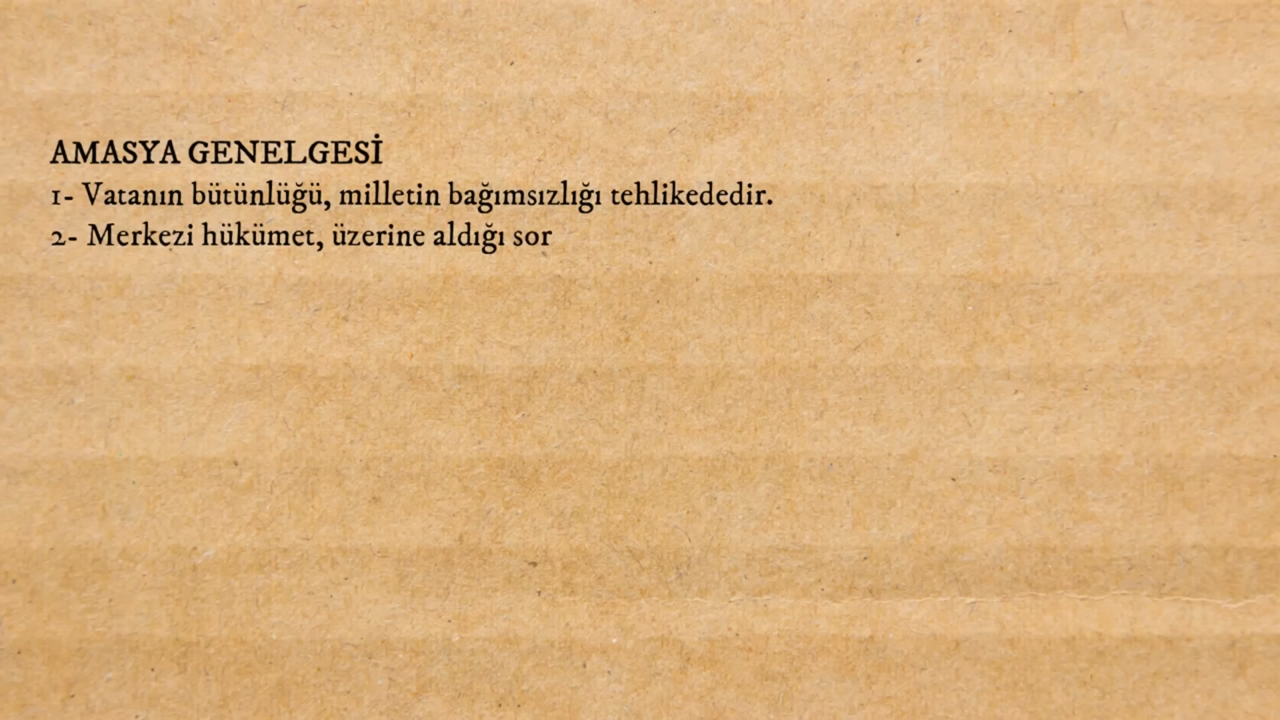 AMASYA GENELGESİ
1- Vatanın bütünlüğü, milletin bağımsızlığı tehlikededir.
2- Merkezi hükümet, üzerine aldığı sor